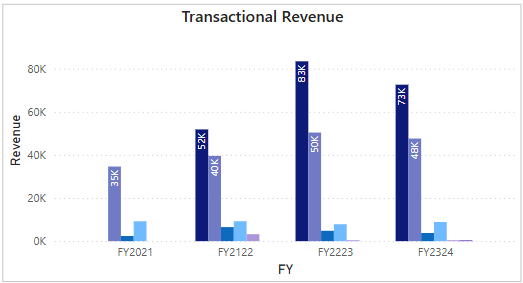 Transactional Revenue
Revenue
80K
60K
40K
20K
0K
35K
52K
40K
83K
50K
73K
48K
FY2021
FY2122
FY2223
FY2324
FY